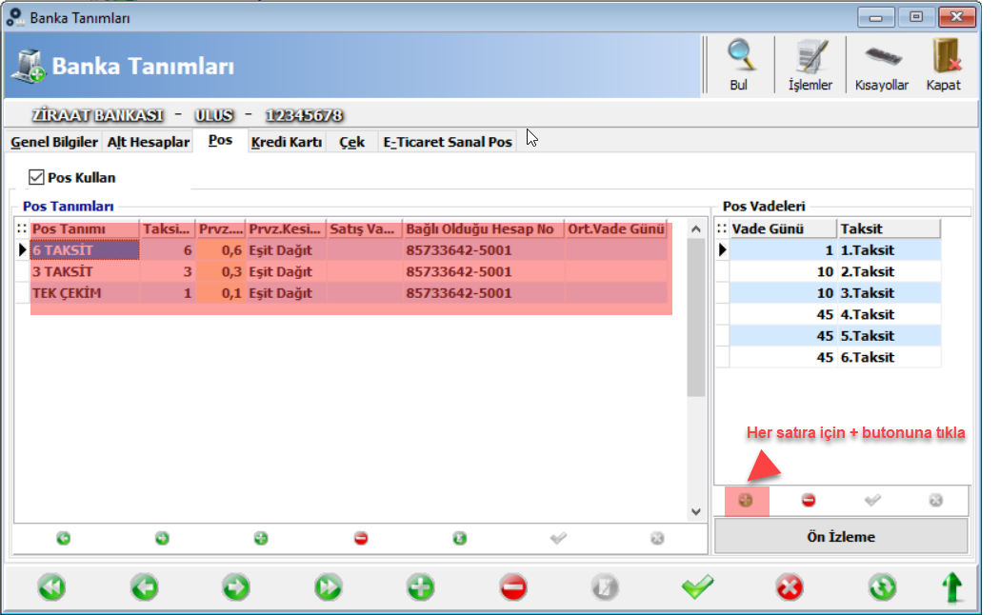 Banka Tanımları
Banka Tanımları
Bul İşlemler Kısayollar Kapat
ZİRAAT BANKASI - ULUS - 12345678
Genel Bilgiler Alt Hesaplar Pos Kredi Kartı Çek E-Ticaret Sanal Pos
Pos Kullan
Pos Tanımları
Pos Tanımı Taksi... Prvz.... Prvz.Kesi... Satış Va... Bağlı Olduğu Hesap No Ort.Vade Günü
6 TAKSİT 6 0,6 Eşit Dağıt 85733642-5001
3 TAKSİT 3 0,3 Eşit Dağıt 85733642-5001
TEK ÇEKİM 1 0,1 Eşit Dağıt 85733642-5001
Pos Vadeleri
Vade Günü Taksit
1 1.Taksit
10 2.Taksit
10 3.Taksit
45 4.Taksit
45 5.Taksit
45 6.Taksit
Her satıra için + butonuna tıkla
Ön İzleme